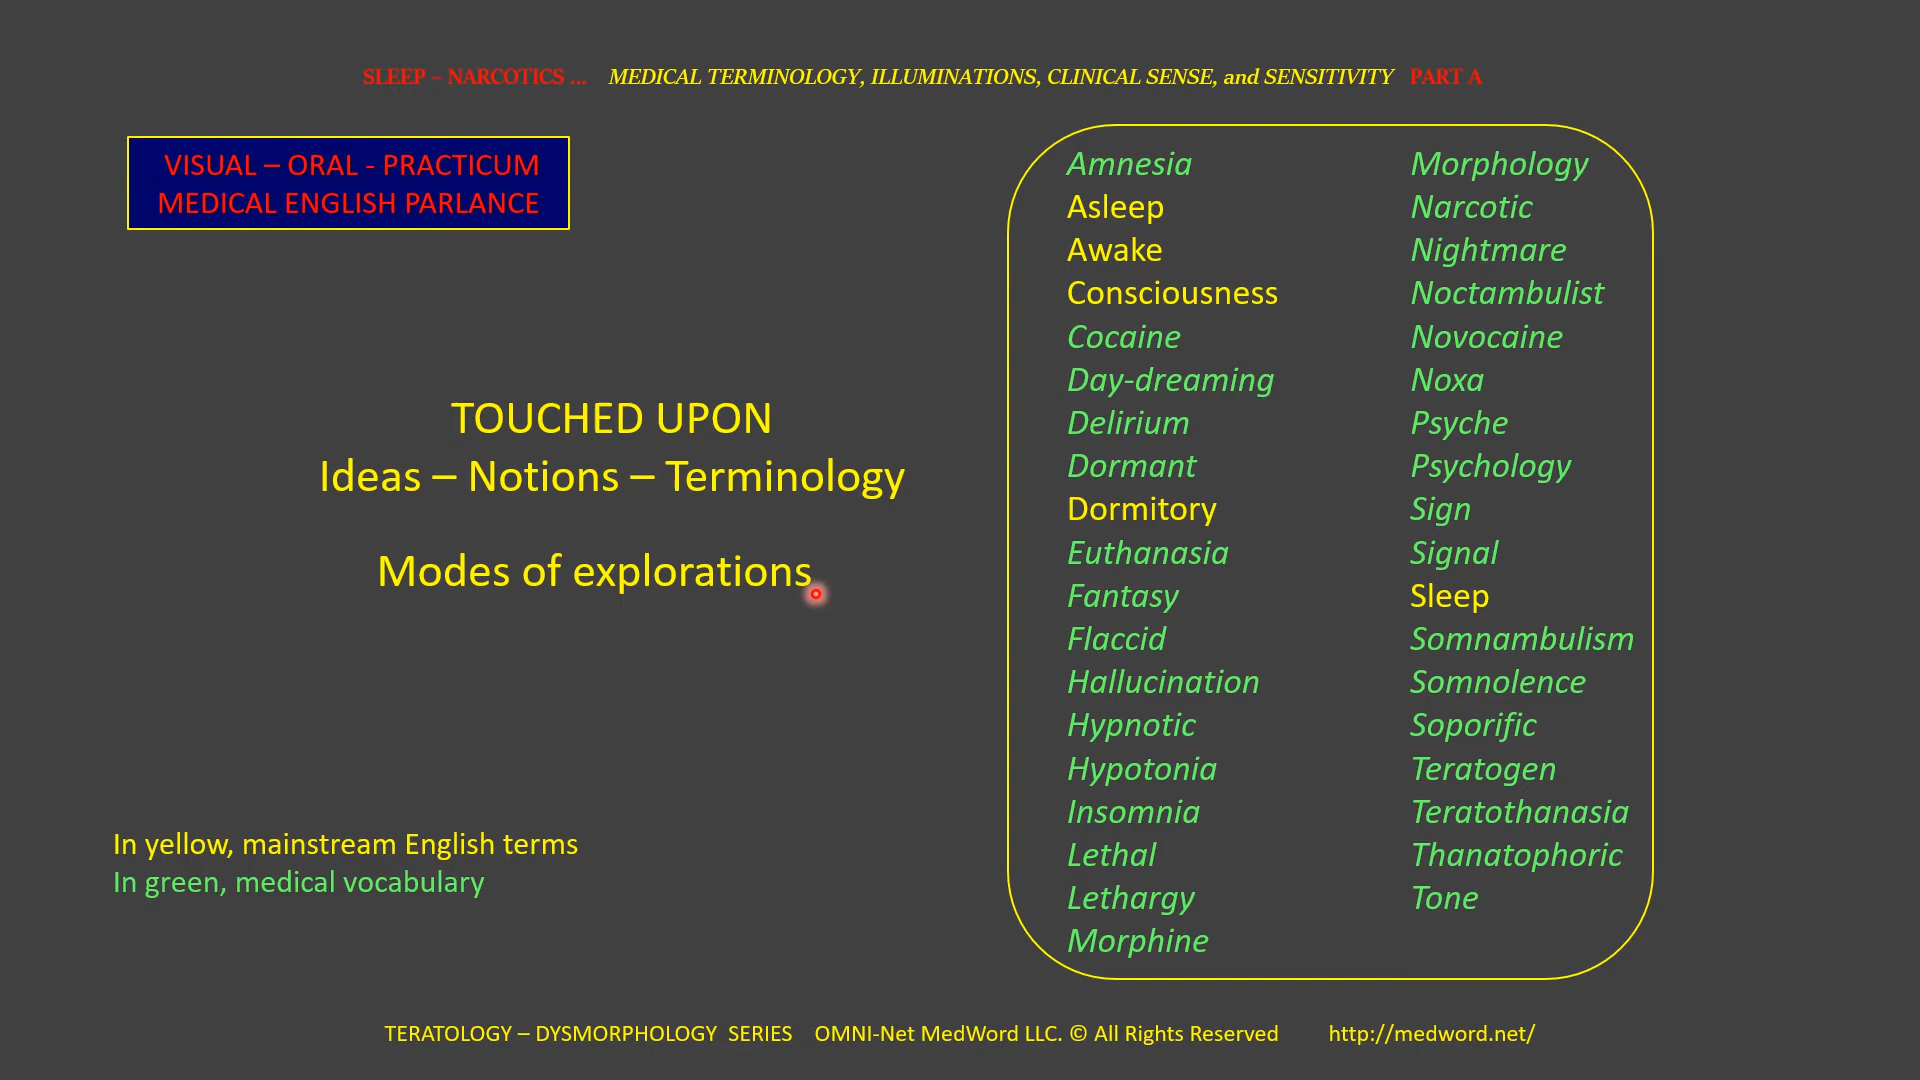 SLEEP – NARCOTICS ... MEDICAL TERMINOLOGY, ILLUMINATIONS, CLINICAL SENSE, and SENSITIVITY PART A
VISUAL – ORAL - PRACTICUM
MEDICAL ENGLISH PARLANCE
TOUCHED UPON
Ideas – Notions – Terminology
Modes of explorations
In yellow, mainstream English terms
In green, medical vocabulary
Amnesia
Asleep
Awake
Consciousness
Cocaine
Day-dreaming
Delirium
Dormant
Dormitory
Euthanasia
Fantasy
Flaccid
Hallucination
Hypnotic
Hypotonia
Insomnia
Lethal
Lethargy
Morphine
Morphology
Narcotic
Nightmare
Noctambulist
Novocaine
Noxa
Psyche
Psychology
Sign
Signal
Sleep
Somnambulism
Somnolence
Soporific
Teratogen
Teratothanasia
Thanatophoric
Tone
TERATOLOGY – DYSMORPHOLOGY SERIES OMNI-Net MedWord LLC. © All Rights Reserved http://medword.net/